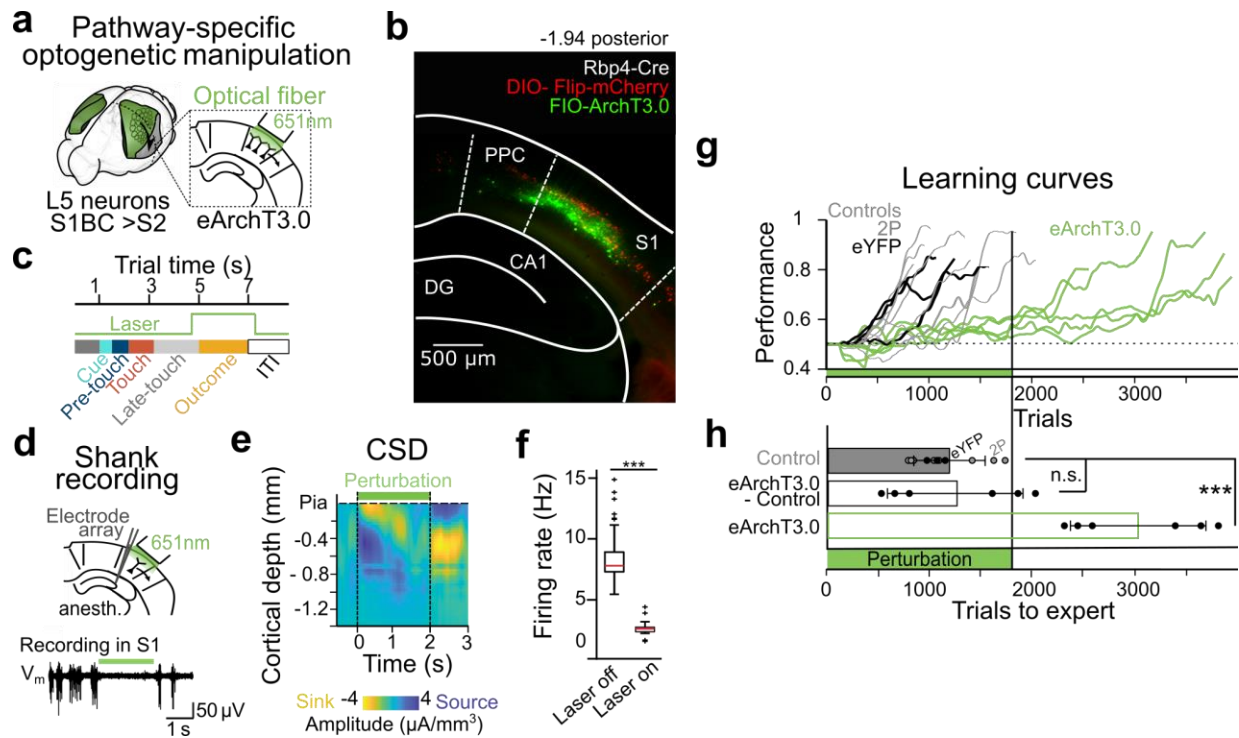 a
Pathway-specific
optogenetic manipulation
Optical fiber
651nm
L5 neurons
S1BC >S2
eArchT3.0
b
-1.94 posterior
Rbp4-Cre
DIO- Flip-mCherry
FIO-ArchT3.0
PPC
S1
CA1
DG
500 µm
c
Trial time (s)
1 3 5 7
Laser
Cue
Pre-touch
Touch
Late-touch
Outcome
ITI
d
Shank
recording
Electrode
array
651nm
anesth.
Recording in S1
Vm
50 µV
1 s
e
CSD
Perturbation
Cortical depth (mm)
Pia
-0.4
- 0.8
-1.2
0 1 2 3
Time (s)
Sink -4 4 Source
Amplitude (µA/mm³)
f
Firing rate (Hz)
***
15
10
5
0
Laser off
Laser on
g
Learning curves
Controls
2P
eYFP
eArchT3.0
Performance
1
0.8
0.6
0.4
0 1000 2000 3000
Trials
h
Control
eYFP
2P
eArchT3.0
- Control
n.s.
***
eArchT3.0
Perturbation
1000 2000 3000
Trials to expert